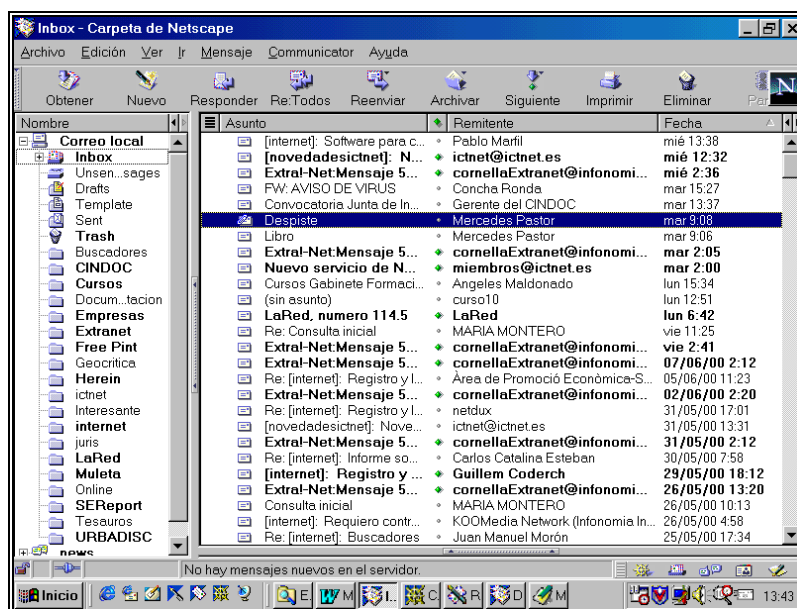 Inbox - Carpeta de Netscape
Archivo Edición Ver Ir Mensaje Communicator Ayuda
Obtener Nuevo Responder Re:Todos Reenviar Archivar Siguiente Imprimir Eliminar Par
Nombre Asunto Remitente Fecha
Correo local
Inbox
Unsen...sages
Drafts
Template
Sent
Trash
Buscadores
CINDOC
Cursos
Docum...tacion
Empresas
Extranet
Free Pint
Geocritica
Herein
ictnet
Interesante
internet
juris
LaRed
Muleta
Online
SEReport
Tesauros
URBADISC
news
[internet]: Software para c... Pablo Marfil mié 13:38
[novedadesictnet]: N... ictnet@ictnet.es mié 12:32
Extra!-Net:Mensaje 5... cornellaExtranet@infonomi... mié 2:36
FW: AVISO DE VIRUS Concha Ronda mar 15:27
Convocatoria Junta de In... Gerente del CINDOC mar 13:37
Despiste Mercedes Pastor mar 9:08
Libro Mercedes Pastor mar 9:06
Extra!-Net:Mensaje 5... cornellaExtranet@infonomi... mar 2:05
Nuevo servicio de N... miembros@ictnet.es mar 2:00
Cursos Gabinete Formaci... Angeles Maldonado lun 15:34
(sin asunto) curso10 lun 12:51
LaRed, numero 114.5 LaRed lun 6:42
Re: Consulta inicial MARIA MONTERO vie 11:25
Extra!-Net:Mensaje 5... cornellaExtranet@infonomi... vie 2:41
Extra!-Net:Mensaje 5... cornellaExtranet@infonomi... 07/06/00 2:12
Re: [internet]: Registro y l... Àrea de Promoció Econòmica-S... 05/06/00 11:23
Extra!-Net:Mensaje 5... cornellaExtranet@infonomi... 02/06/00 2:20
Re: [internet]: Registro y l... netdux 31/05/00 17:01
[novedadesictnet]: Nove... ictnet@ictnet.es 31/05/00 13:31
Extra!-Net:Mensaje 5... cornellaExtranet@infonomi... 31/05/00 2:12
Re: [internet]: Informe so... Carlos Catalina Esteban 30/05/00 7:58
[internet]: Registro y ... Guillem Coderch 29/05/00 18:12
Extra!-Net:Mensaje 5... cornellaExtranet@infonomi... 26/05/00 13:20
Consulta inicial MARIA MONTERO 26/05/00 10:13
[internet]: Requiero contr... KOOMedia Network (Infonomia In... 26/05/00 4:58
Re: [internet]: Buscadores Juan Manuel Morón 25/05/00 17:34
No hay mensajes nuevos en el servidor.
Inicio E. M I.. C. R D M 13:43